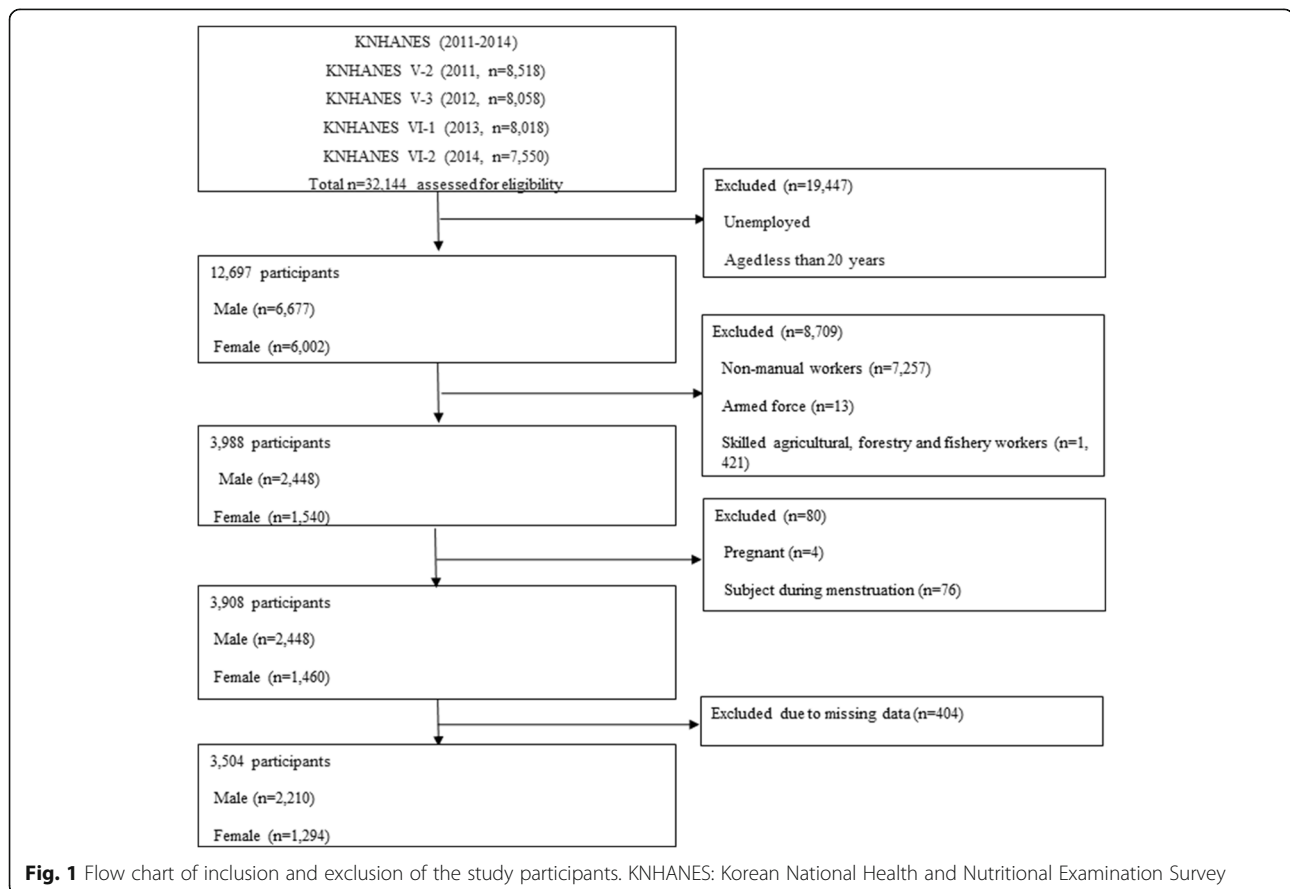 KNHANES (2011-2014)
KNHANES V-2 (2011, n=8,518)
KNHANES V-3 (2012, n=8,058)
KNHANES VI-1 (2013, n=8,018)
KNHANES VI-2 (2014, n=7,550)
Total n=32,144 assessed for eligibility
Excluded (n=19,447)
Unemployed
Aged less than 20 years
12,697 participants
Male (n=6,677)
Female (n=6,002)
Excluded (n=8,709)
Non-manual workers (n=7,257)
Armed force (n=13)
Skilled agricultural, forestry and fishery workers (n=1,
421)
3,988 participants
Male (n=2,448)
Female (n=1,540)
Excluded (n=80)
Pregnant (n=4)
Subject during menstruation (n=76)
3,908 participants
Male (n=2,448)
Female (n=1,460)
Excluded due to missing data (n=404)
3,504 participants
Male (n=2,210)
Female (n=1,294)
Fig. 1 Flow chart of inclusion and exclusion of the study participants. KNHANES: Korean National Health and Nutritional Examination Survey